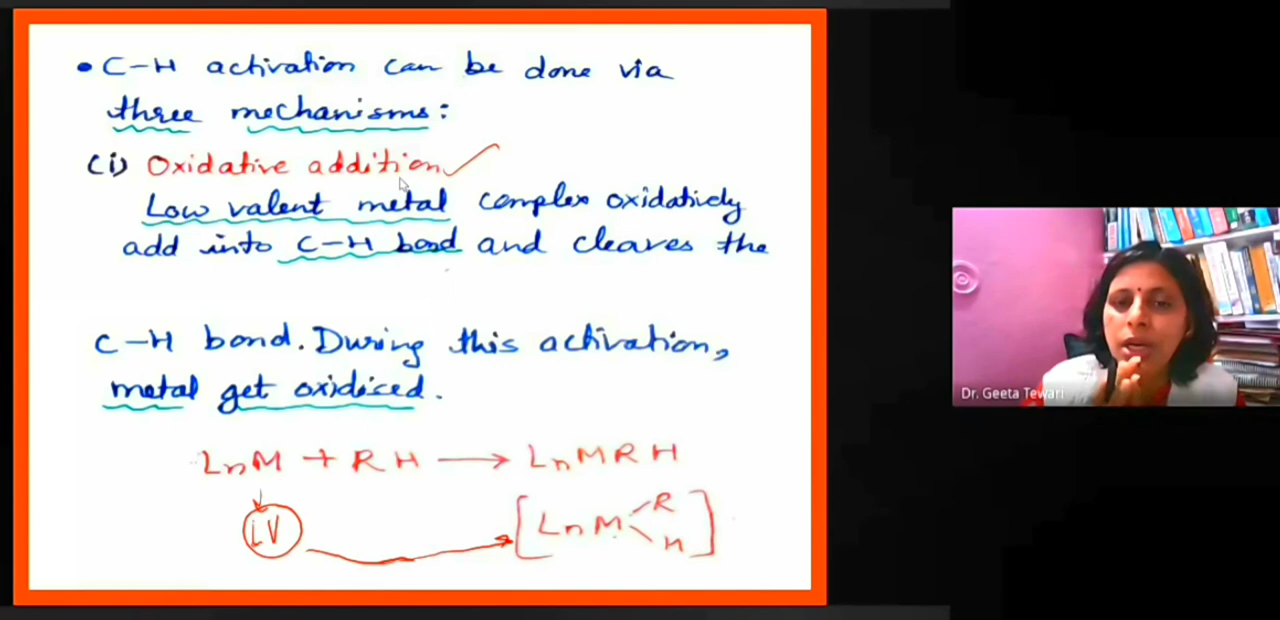 • C-H activation can be done via
three mechanisms:
(i) Oxidative addition
Low valent metal complex oxidatively
add into C-H bond and cleaves the
C-H bond. During this activation,
metal get oxidiced.
LnM + RH → LnMRH
LV
[LnM R H]
Dr. Geeta Tewari